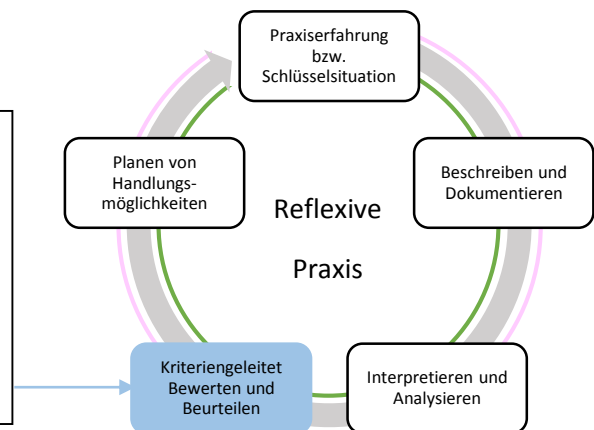 Praxiserfahrung
bzw.
Schlüsselsituation
Planen von
Handlungs-
möglichkeiten
Beschreiben und
Dokumentieren
Reflexive
Praxis
Kriteriengeleitet
Bewerten und
Beurteilen
Interpretieren und
Analysieren